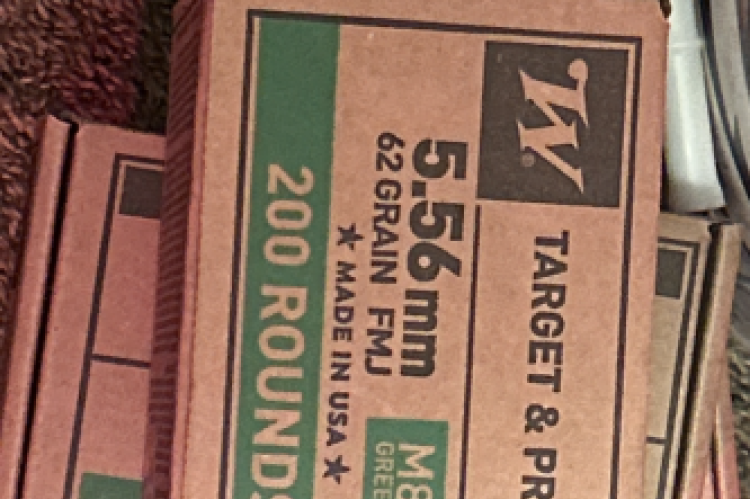 W
TARGET & PR
5.56mm
62 GRAIN FMJ
★ MADE IN USA ★
M8
GREE
200 ROUNDS